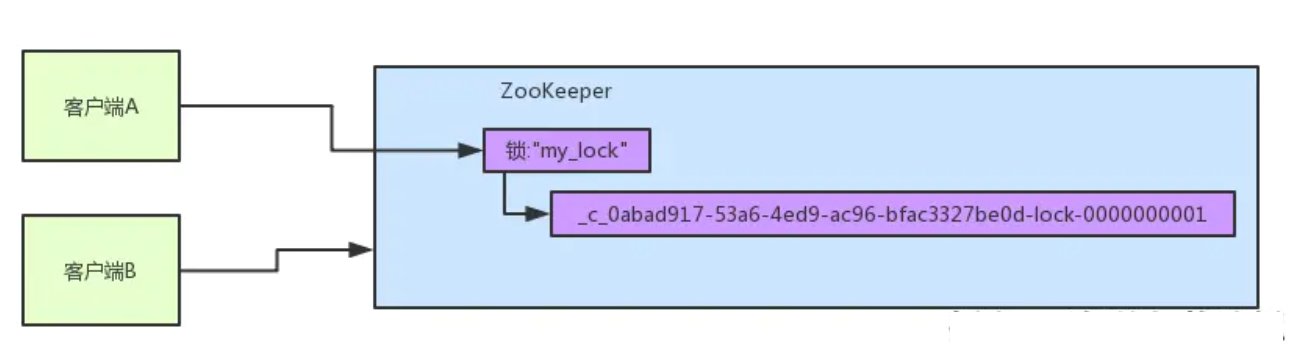 ZooKeeper
客户端A
锁:"my_lock"
_c_0abad917-53a6-4ed9-ac96-bfac3327be0d-lock-0000000001
客户端B